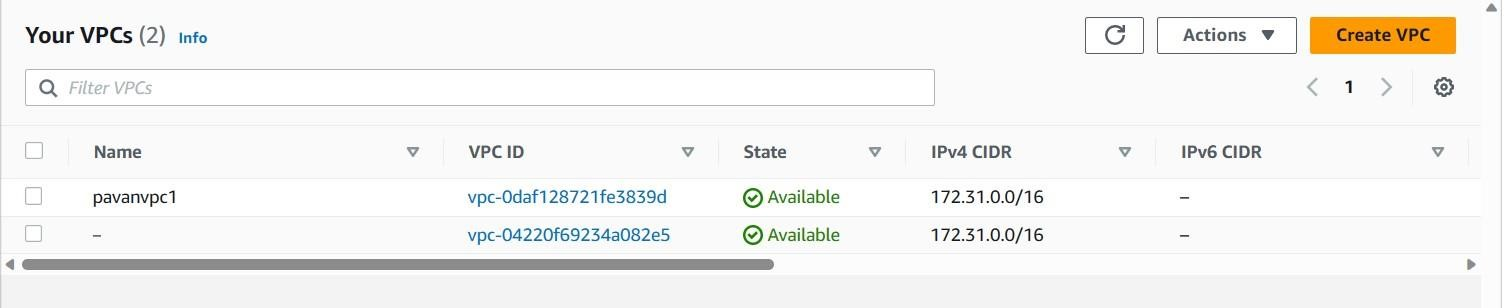 Your VPCs (2) Info Actions Create VPC
Filter VPCs 1
Name VPC ID State IPv4 CIDR IPv6 CIDR
pavanvpc1 vpc-0daf128721fe3839d Available 172.31.0.0/16 –
– vpc-04220f69234a082e5 Available 172.31.0.0/16 –